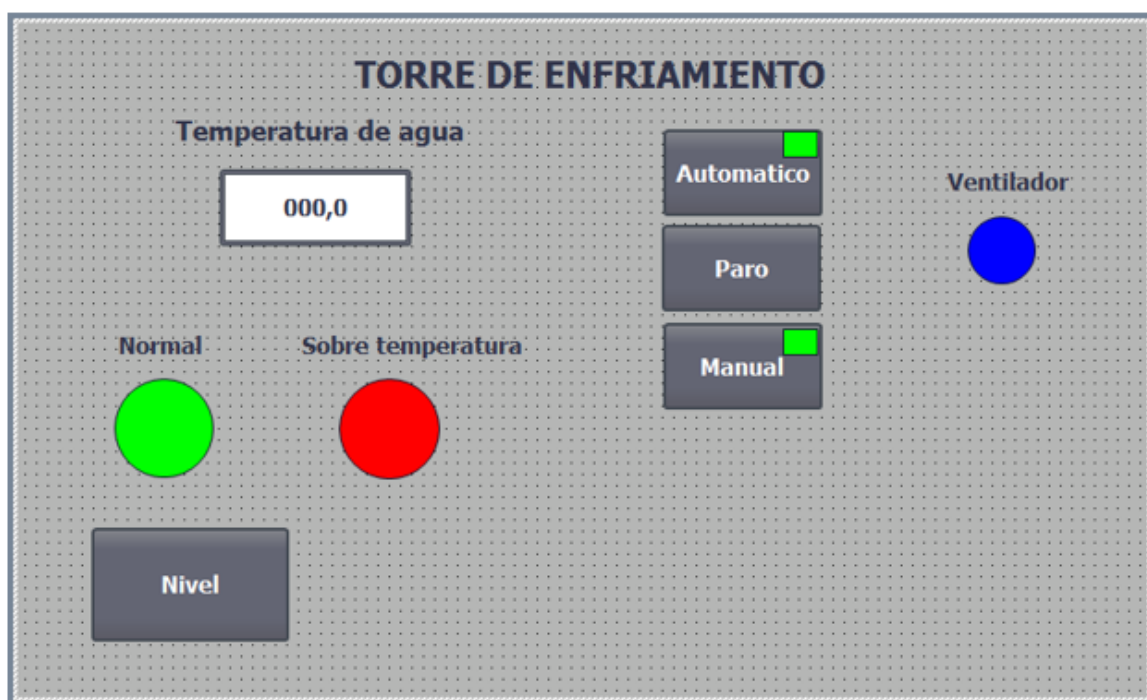 TORRE DE ENFRIAMIENTO
Temperatura de agua
000,0
Automatico
Ventilador
Paro
Normal
Sobre temperatura
Manual
Nivel